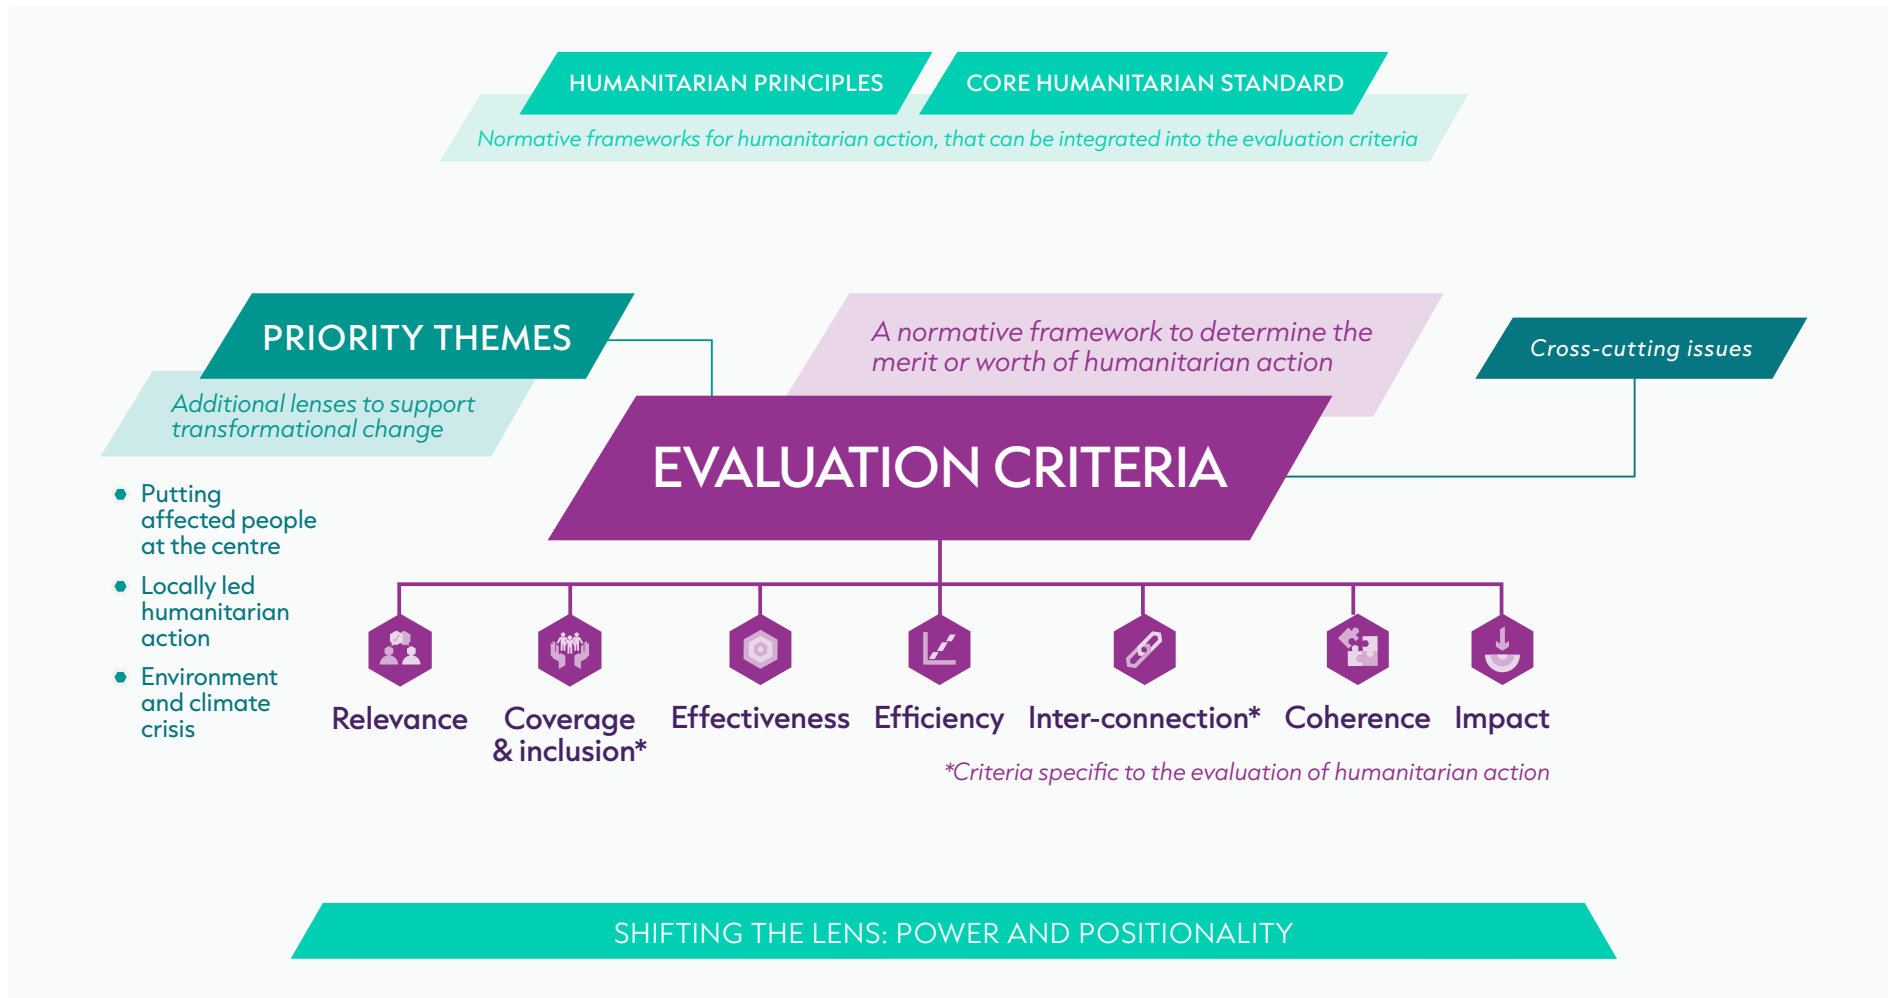 HUMANITARIAN PRINCIPLES
CORE HUMANITARIAN STANDARD
Normative frameworks for humanitarian action, that can be integrated into the evaluation criteria
PRIORITY THEMES
Additional lenses to support
transformational change
Putting
affected people
at the centre
Locally led
humanitarian
action
Environment
and climate
crisis
A normative framework to determine the
merit or worth of humanitarian action
EVALUATION CRITERIA
Cross-cutting issues
Relevance
Coverage
& inclusion*
Effectiveness
Efficiency
Inter-connection*
Coherence
Impact
*Criteria specific to the evaluation of humanitarian action
SHIFTING THE LENS: POWER AND POSITIONALITY